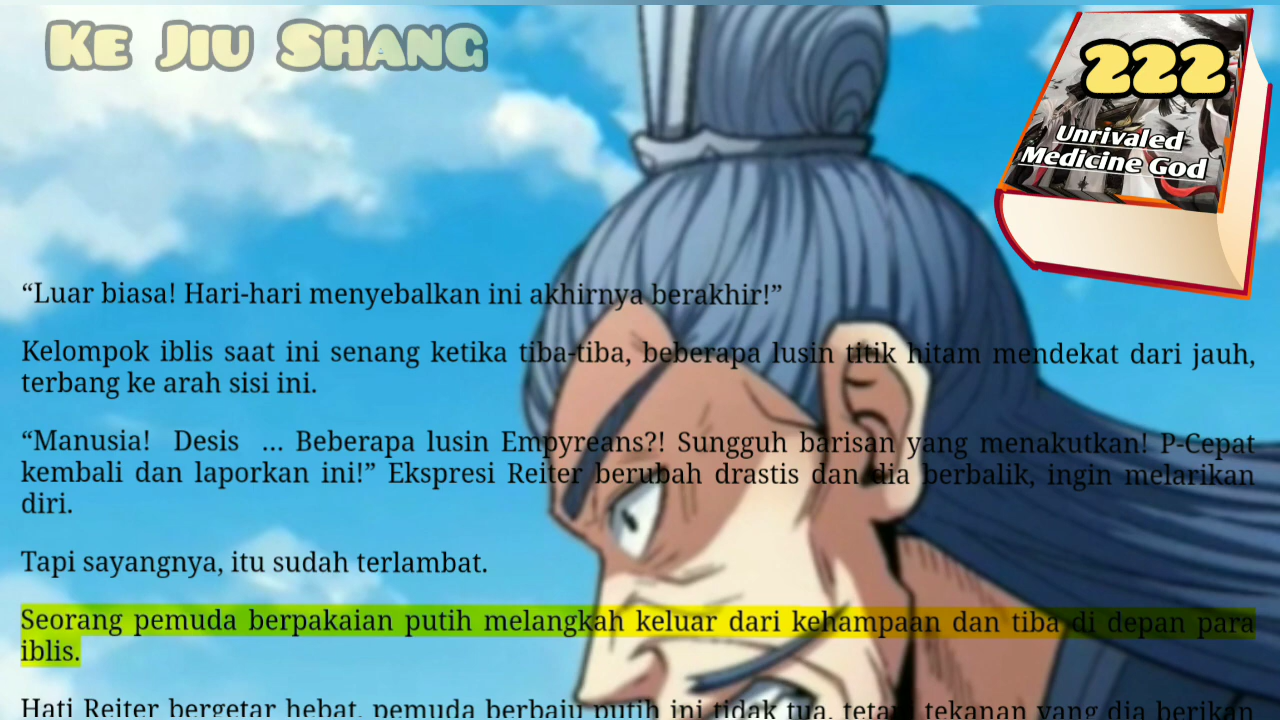 KE JIU SHANG
222
Unrivaled
Medicine God
“Luar biasa! Hari-hari menyebalkan ini akhirnya berakhir!”
Kelompok iblis saat ini senang ketika tiba-tiba, beberapa lusin titik hitam mendekat dari jauh,
terbang ke arah sisi ini.
“Manusia! Desis ... Beberapa lusin Empyreans?! Sungguh barisan yang menakutkan! P-Cepat
kembali dan laporkan ini!” Ekspresi Reiter berubah drastis dan dia berbalik, ingin melarikan
diri.
Tapi sayangnya, itu sudah terlambat.
Seorang pemuda berpakaian putih melangkah keluar dari kehampaan dan tiba di depan para
iblis.
Hati Reiter bergetar hebat, pemuda berbaju putih ini tidak tua, tetapi tekanan yang dia berikan